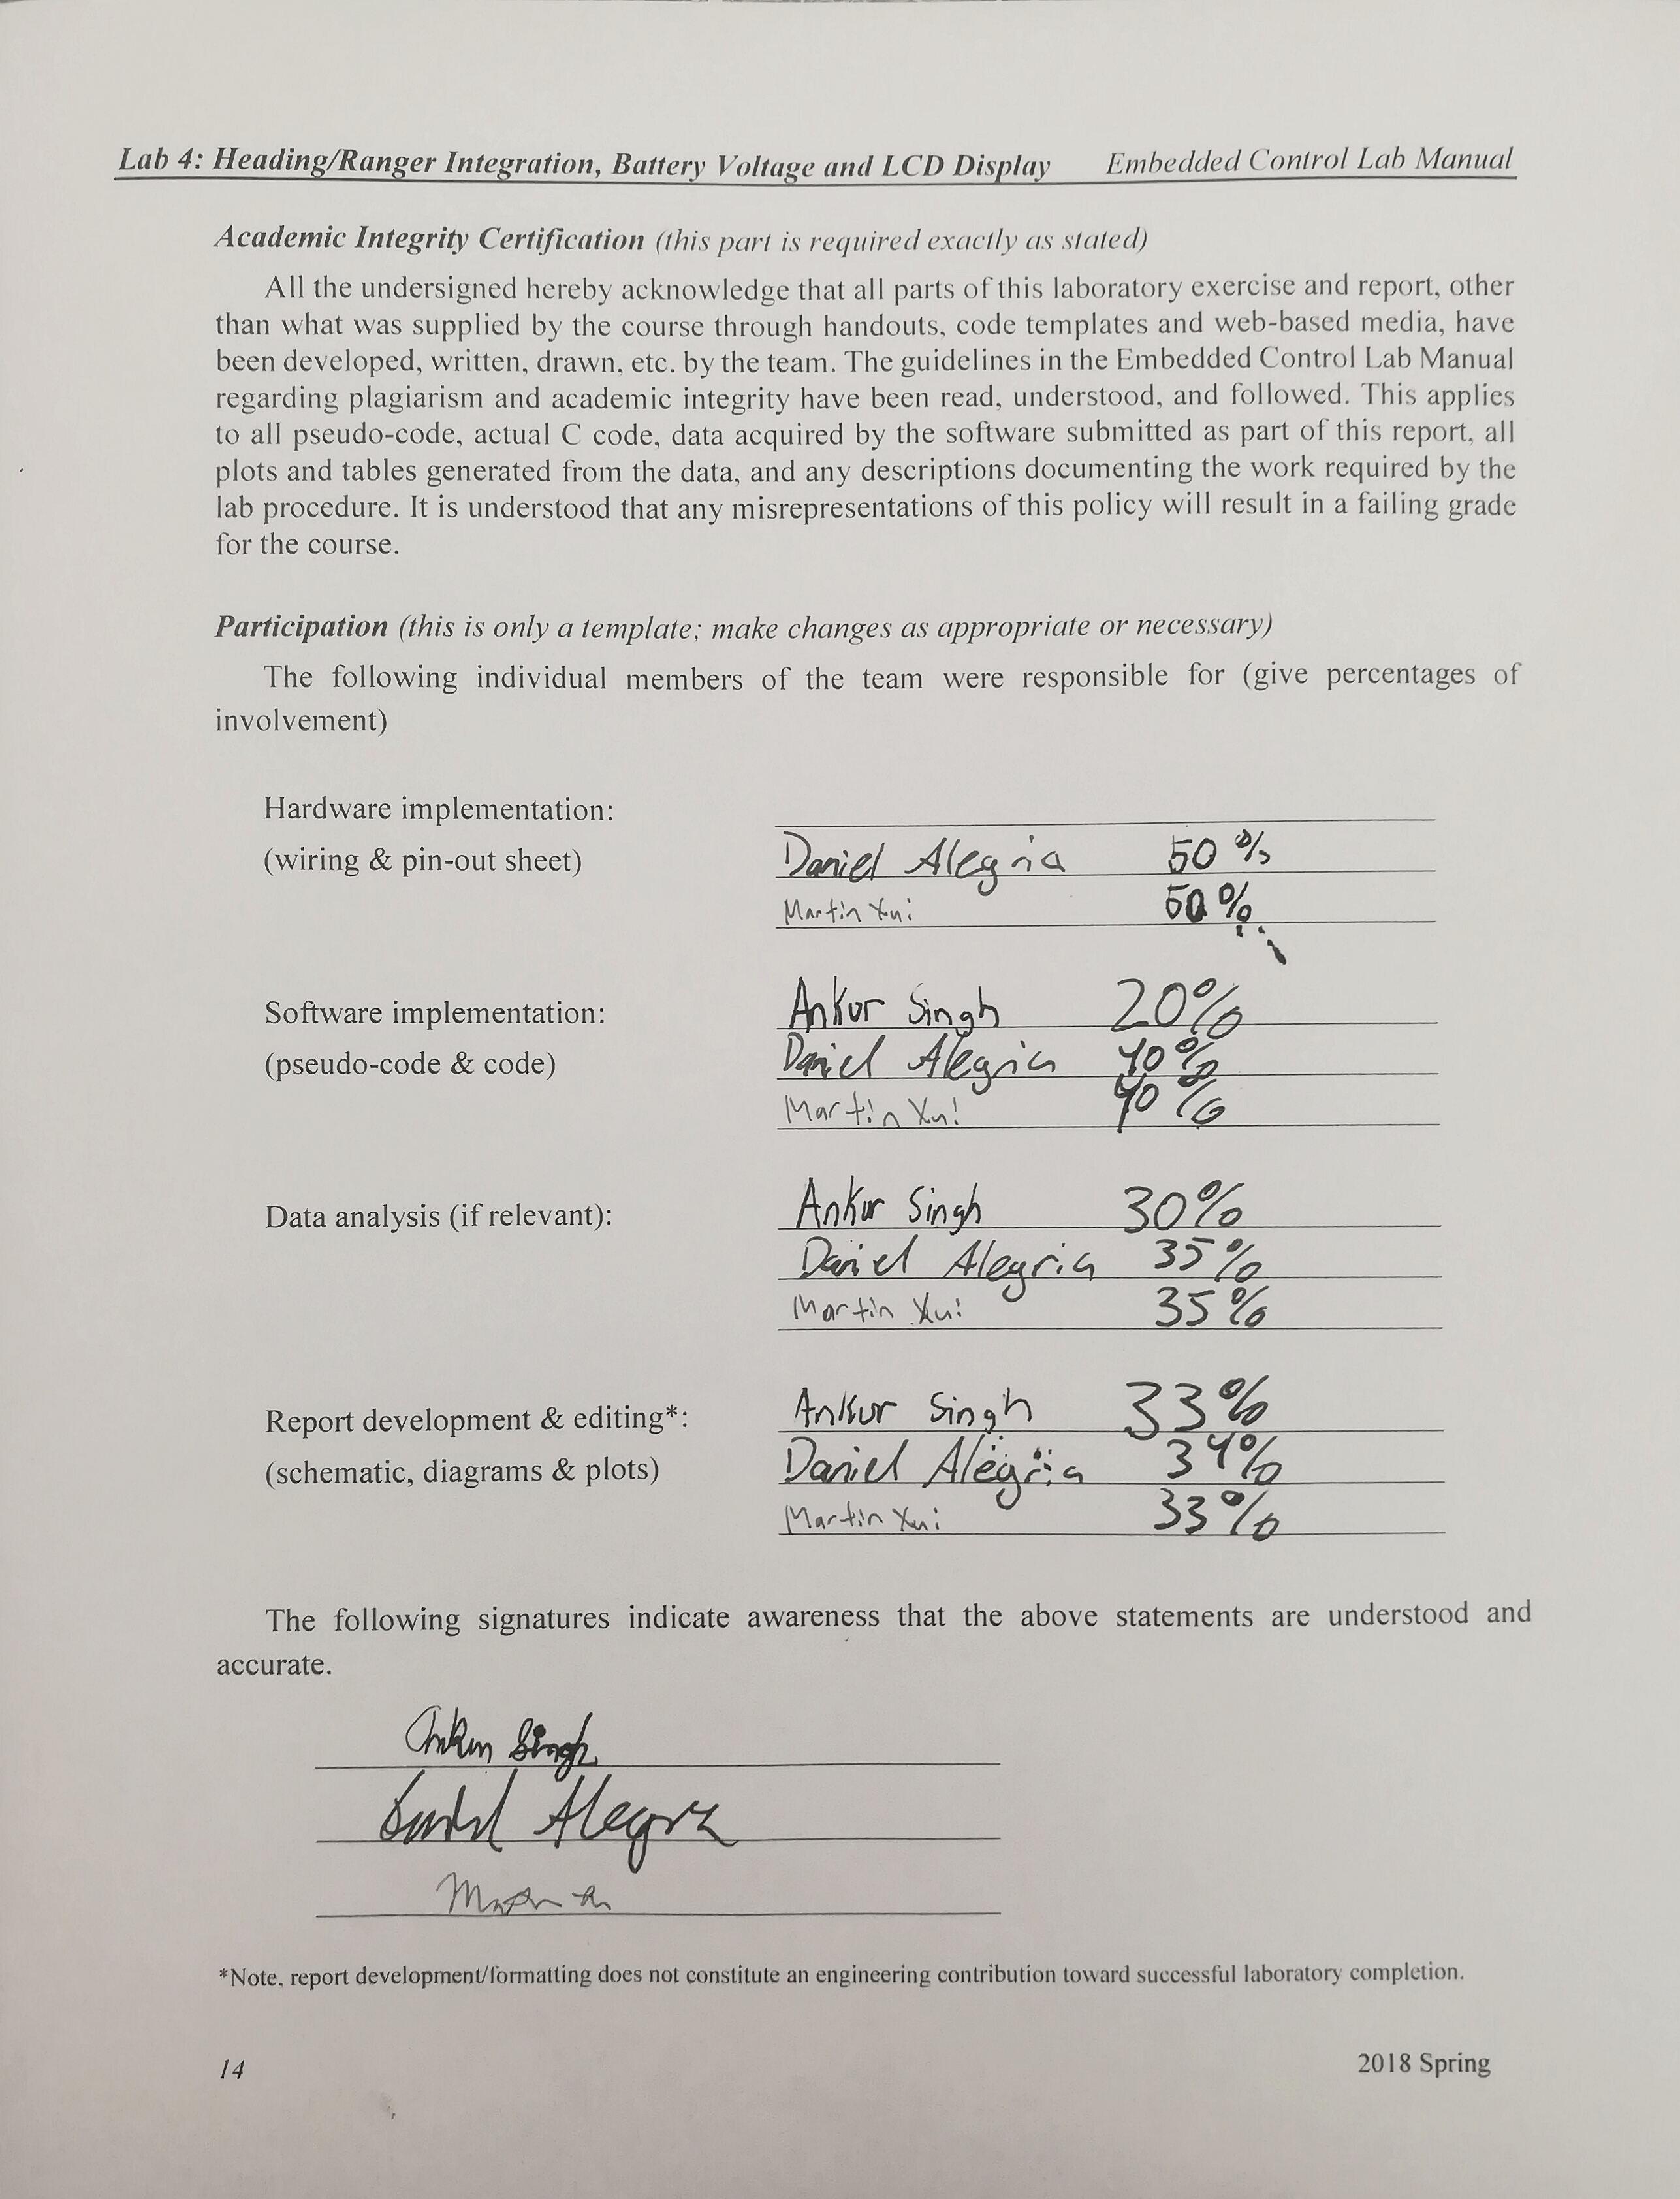 Lab 4: Heading/Ranger Integration, Battery Voltage and LCD Display Embedded Control Lab Manual
Academic Integrity Certification (this part is required exactly as stated)
All the undersigned hereby acknowledge that all parts of this laboratory exercise and report, other
than what was supplied by the course through handouts, code templates and web-based media, have
been developed, written, drawn, etc. by the team. The guidelines in the Embedded Control Lab Manual
regarding plagiarism and academic integrity have been read, understood, and followed. This applies
to all pseudo-code, actual C code, data acquired by the software submitted as part of this report, all
plots and tables generated from the data, and any descriptions documenting the work required by the
lab procedure. It is understood that any misrepresentations of this policy will result in a failing grade
for the course.
Participation (this is only a template; make changes as appropriate or necessary)
The following individual members of the team were responsible for (give percentages of
involvement)
Hardware implementation:
(wiring & pin-out sheet) Daniel Alegria 50%
Martin Xui 50%
Software implementation: Ankur Singh 20%
(pseudo-code & code) Daniel Alegria 40%
Martin Xui 40%
Data analysis (if relevant): Ankur Singh 30%
Daniel Alegria 35%
Martin Xui 35%
Report development & editing*: Ankur Singh 33%
(schematic, diagrams & plots) Daniel Alegria 34%
Martin Xui 33%
The following signatures indicate awareness that the above statements are understood and
accurate.
Ankur Singh
Daniel Alegria
*Note, report development/formatting does not constitute an engineering contribution toward successful laboratory completion.
14 2018 Spring